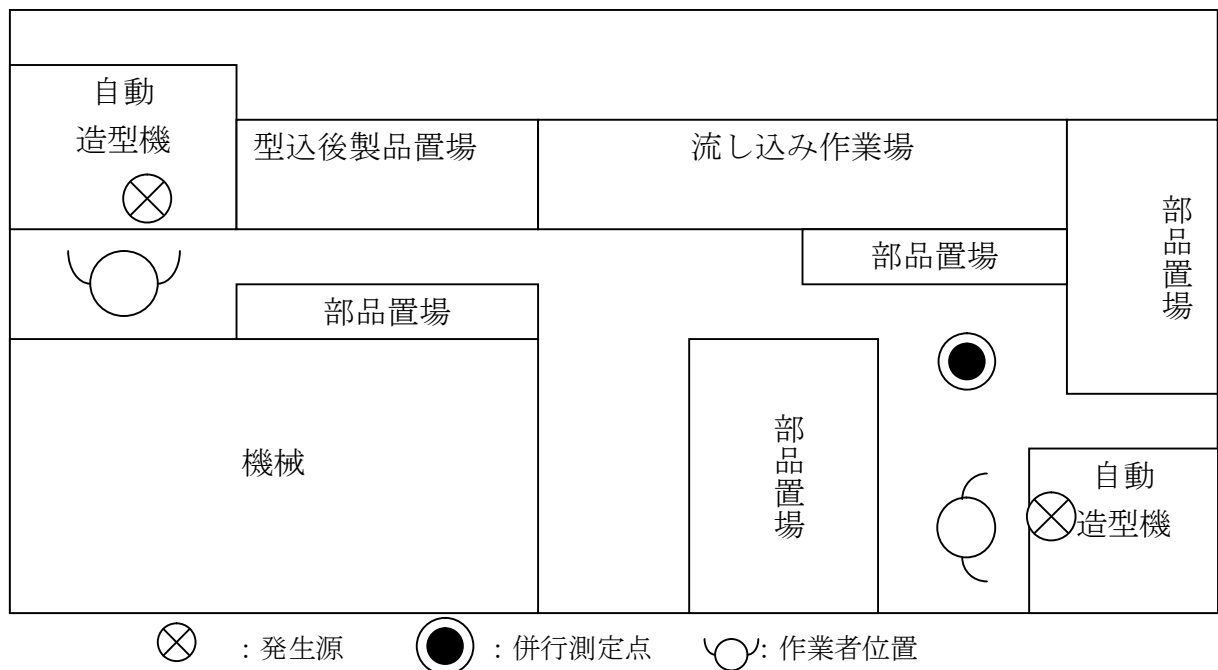 自動
造型機
型込後製品置場
流し込み作業場
部品置場
部品置場
部品置場
機械
部品置場
自動
造型機
：発生源
：併行測定点
：作業者位置